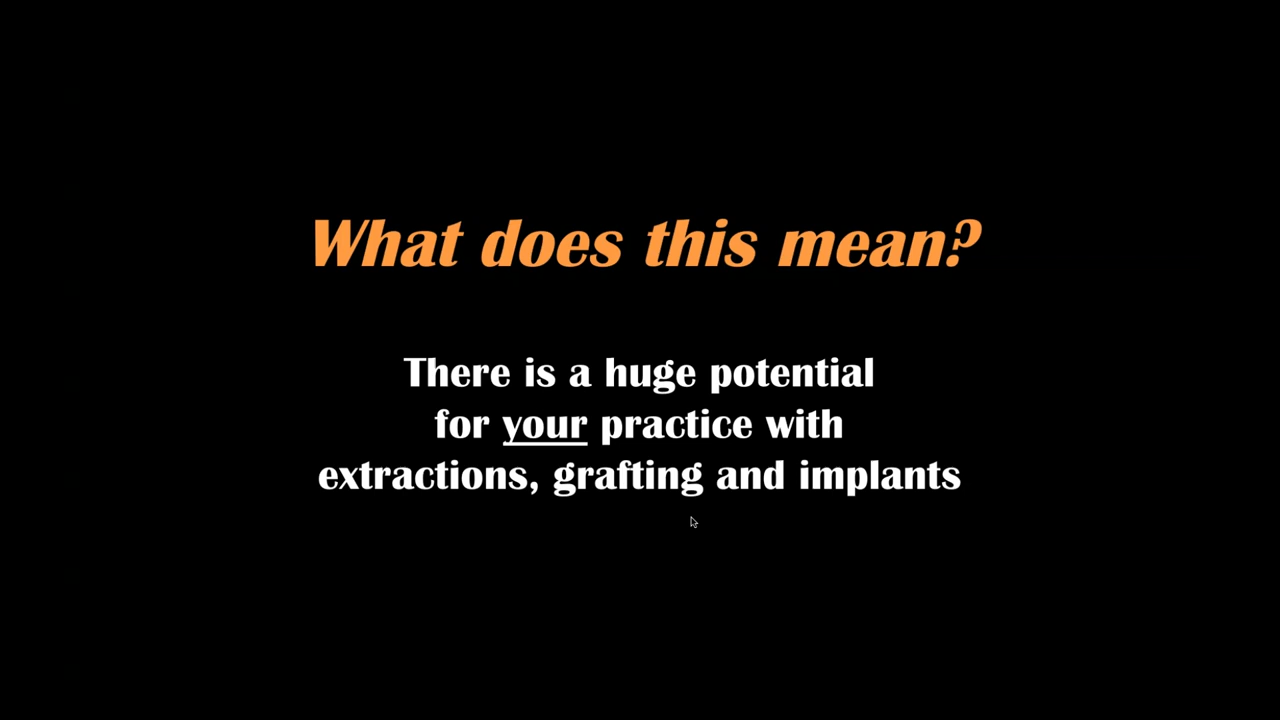 What does this mean?
There is a huge potential
for your practice with
extractions, grafting and implants